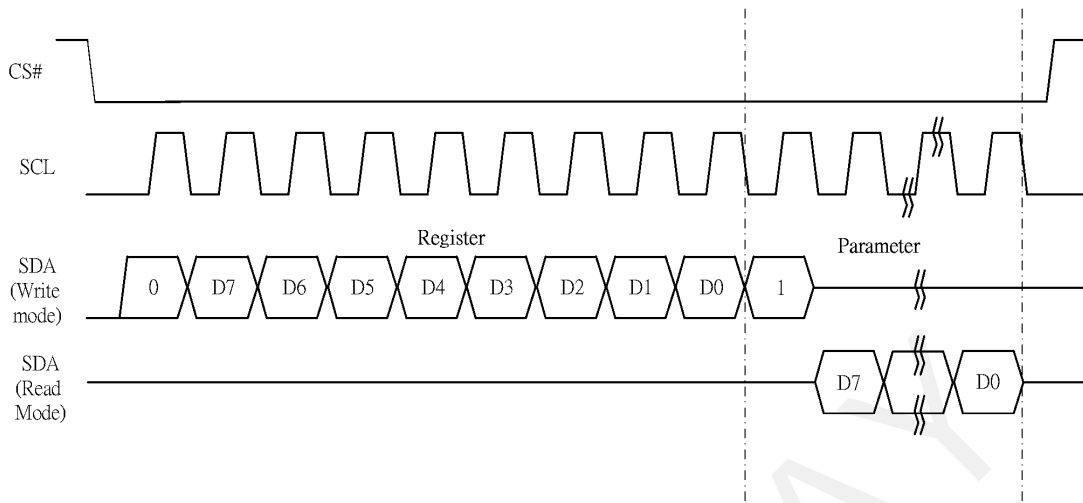 CS#
SCL
Register
Parameter
SDA
(Write
mode)
0 D7 D6 D5 D4 D3 D2 D1 D0 1
SDA
(Read
Mode)
D7 D0